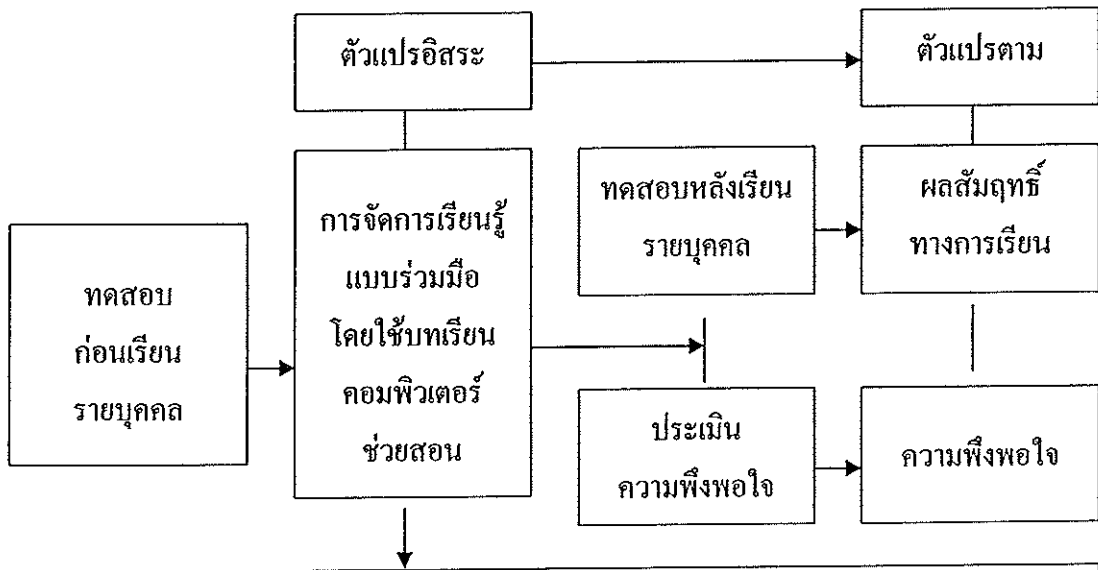 ตัวแปรอิสระ
ตัวแปรตาม
ทดสอบ
ก่อนเรียน
รายบุคคล
การจัดการเรียนรู้
แบบร่วมมือ
โดยใช้บทเรียน
คอมพิวเตอร์
ช่วยสอน
ทดสอบหลังเรียน
รายบุคคล
ผลสัมฤทธิ์
ทางการเรียน
ประเมิน
ความพึงพอใจ
ความพึงพอใจ